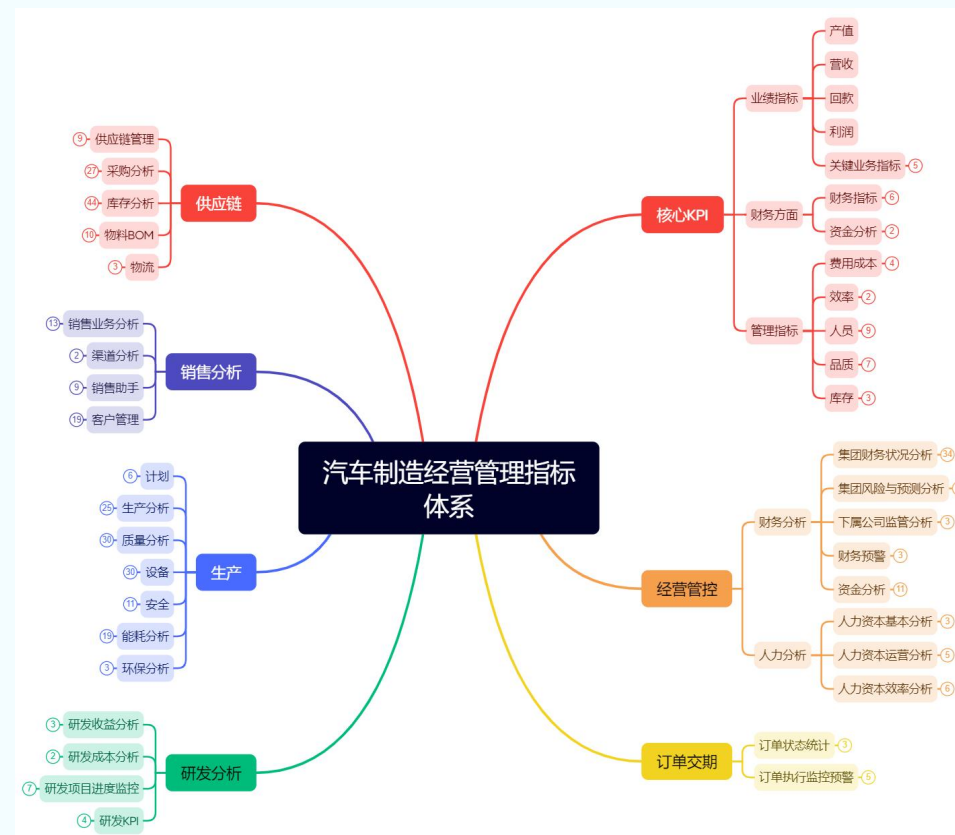 汽车制造经营管理指标
体系
供应链
⑨ 供应链管理
㉗ 采购分析
㊹ 库存分析
⑩ 物料BOM
③ 物流
销售分析
⑬ 销售业务分析
② 渠道分析
⑨ 销售助手
⑲ 客户管理
生产
⑥ 计划
㉕ 生产分析
㉚ 质量分析
㉚ 设备
⑪ 安全
⑲ 能耗分析
③ 环保分析
研发分析
③ 研发收益分析
② 研发成本分析
⑦ 研发项目进度监控
④ 研发KPI
核心KPI
业绩指标
产值
营收
回款
利润
关键业务指标 ⑤
财务方面
财务指标 ⑥
资金分析 ②
管理指标
费用成本 ④
效率 ②
人员 ⑨
品质 ⑦
库存 ③
经营管控
财务分析
集团财务状况分析 ㉞
集团风险与预测分析
下属公司监管分析 ③
财务预警 ③
资金分析 ⑪
人力分析
人力资本基本分析 ③
人力资本运营分析 ⑤
人力资本效率分析 ⑥
订单交期
订单状态统计 ③
订单执行监控预警